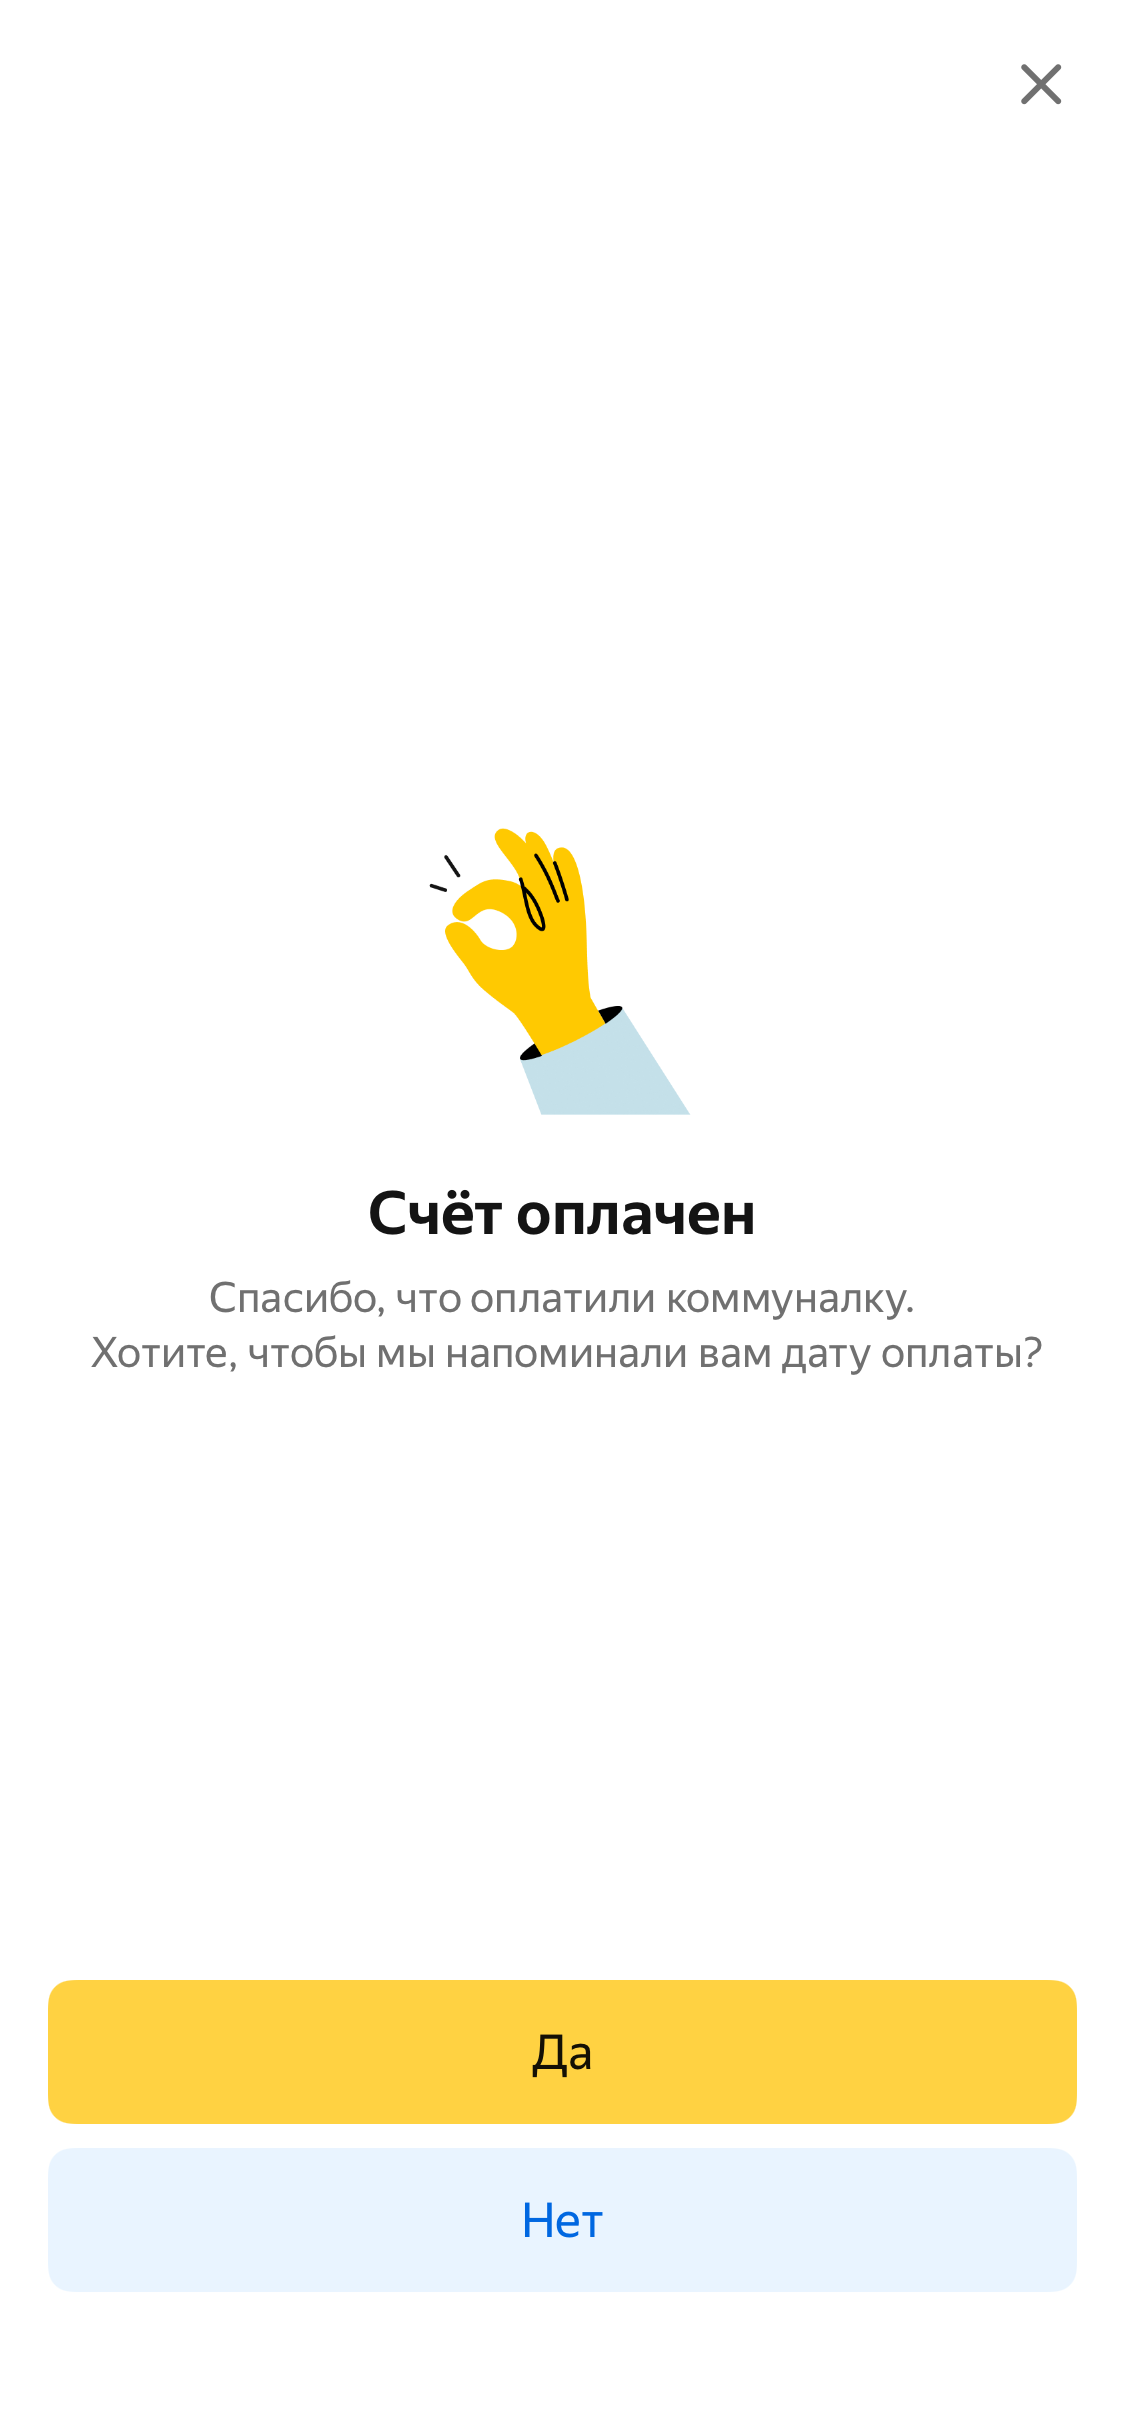 Счёт оплачен
Спасибо, что оплатили коммуналку.
Хотите, чтобы мы напоминали вам дату оплаты?
Да
Нет